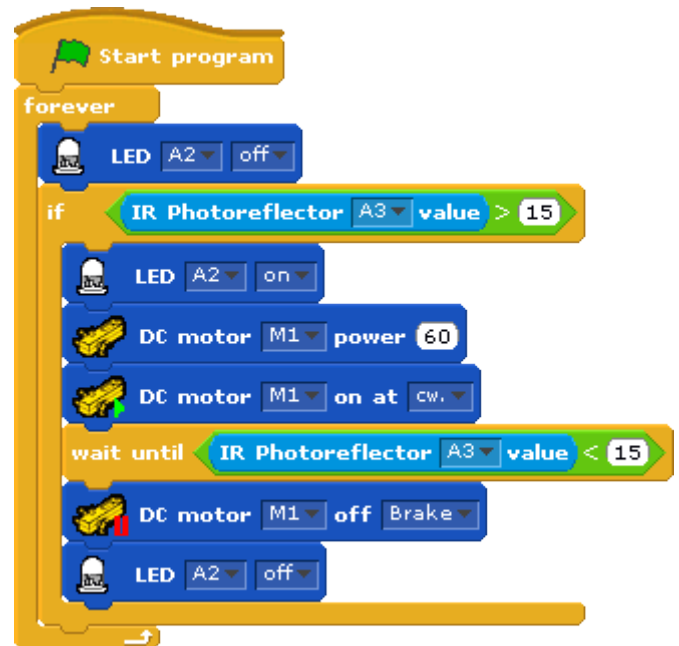 Start program
forever
LED A2 off
if IR Photoreflector A3 value > 15
LED A2 on
DC motor M1 power 60
DC motor M1 on at cw.
wait until IR Photoreflector A3 value < 15
DC motor M1 off Brake
LED A2 off